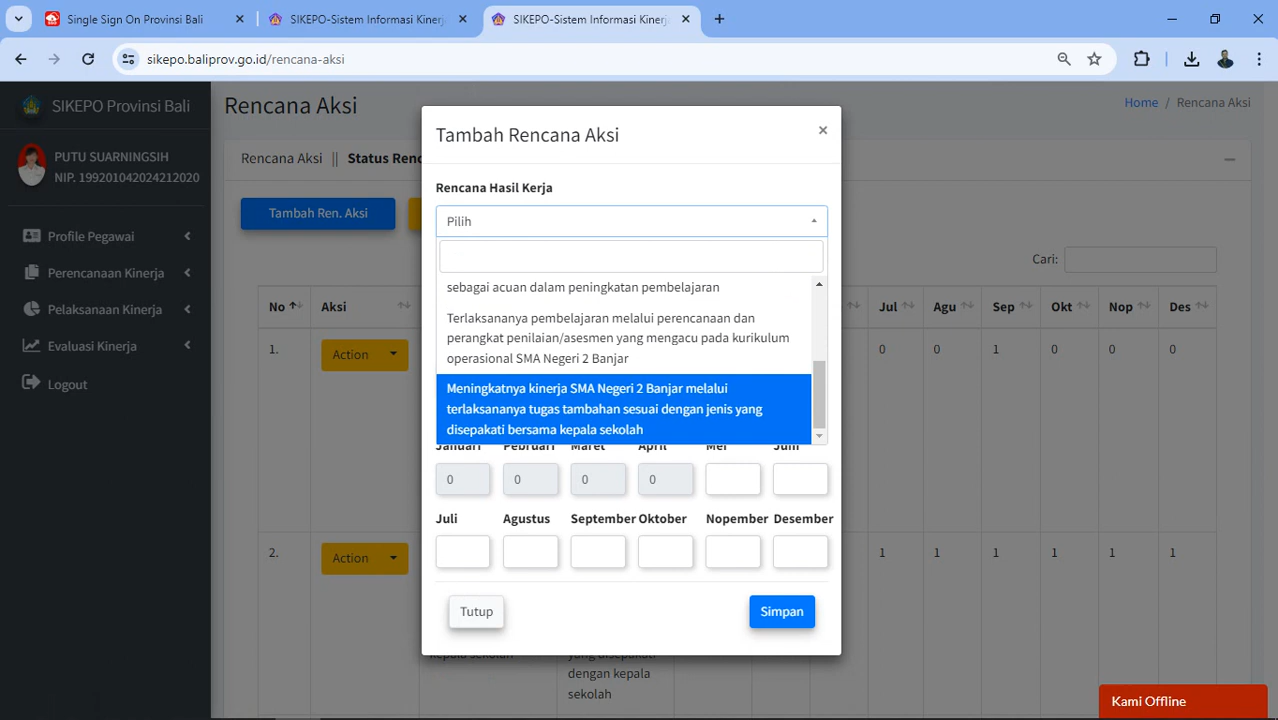 Single Sign On Provinsi Bali
SIKEPO-Sistem Informasi Kinerj
SIKEPO-Sistem Informasi Kinerj
sikepo.baliprov.go.id/rencana-aksi
SIKEPO Provinsi Bali
PUTU SUARNINGSIH
NIP. 199201042024212020
Profile Pegawai
Perencanaan Kinerja
Pelaksanaan Kinerja
Evaluasi Kinerja
Logout
Rencana Aksi
Home / Rencana Aksi
Rencana Aksi || Status Renc
Tambah Ren. Aksi
Cari:
No Aksi Jul Agu Sep Okt Nop Des
1. Action 0 0 1 0 0 0
2. Action 1 1 1 1 1 1
kepala sekolah
yang disepakati
dengan kepala
sekolah
Tambah Rencana Aksi
×
Rencana Hasil Kerja
Pilih
sebagai acuan dalam peningkatan pembelajaran
Terlaksananya pembelajaran melalui perencanaan dan
perangkat penilaian/asesmen yang mengacu pada kurikulum
operasional SMA Negeri 2 Banjar
Meningkatnya kinerja SMA Negeri 2 Banjar melalui
terlaksananya tugas tambahan sesuai dengan jenis yang
disepakati bersama kepala sekolah
Januari Pebruari Maret April Mei Juni
0 0 0 0
Juli Agustus September Oktober Nopember Desember
Tutup
Simpan
Kami Offline